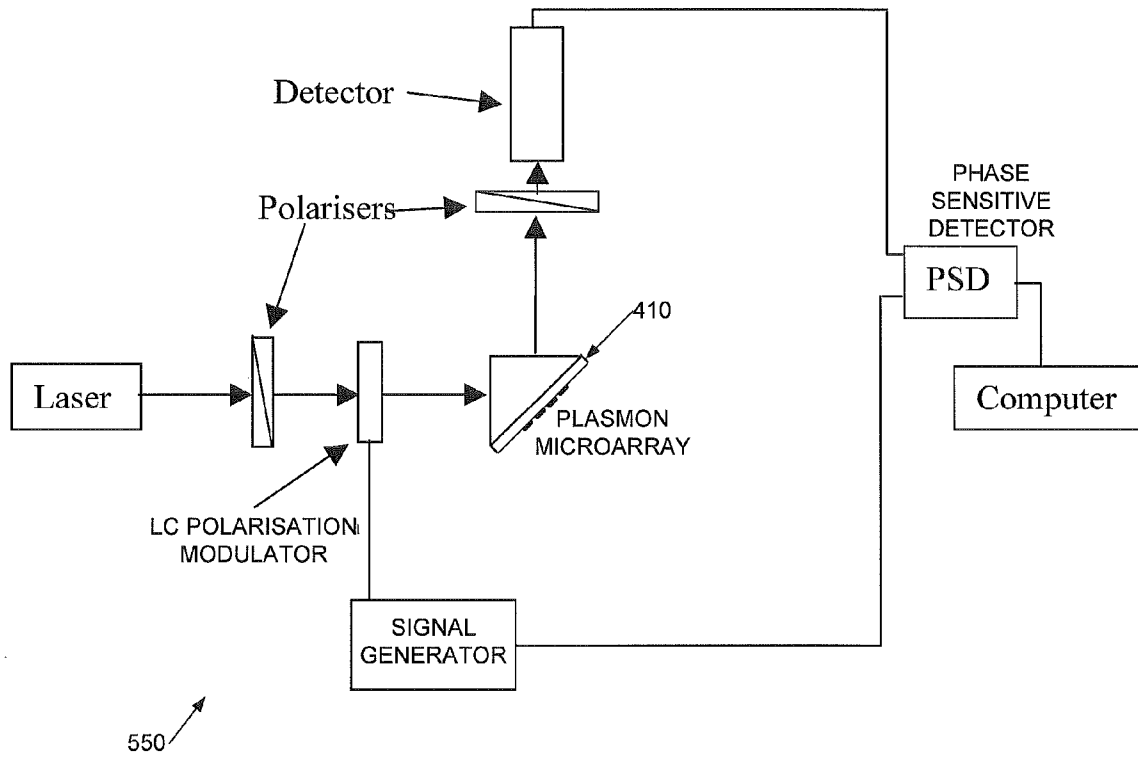 Detector
Polarisers
PHASE
SENSITIVE
DETECTOR
PSD
410
Laser
Computer
PLASMON
MICROARRAY
LC POLARISATION
MODULATOR
SIGNAL
GENERATOR
550